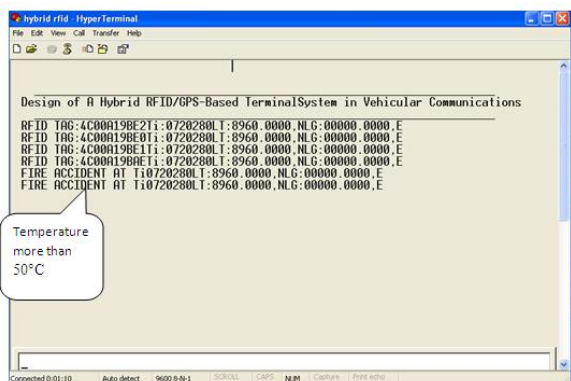 hybrid rfid - HyperTerminal
File Edit View Call Transfer Help
Design of A Hybrid RFID/GPS-Based TerminalSystem in Vehicular Communications
RFID TAG:4C00A19BE2Ti:0720280LT:8960.0000,NLG:00000.0000,E
RFID TAG:4C00A19BE0Ti:0720280LT:8960.0000,NLG:00000.0000,E
RFID TAG:4C00A19BE1Ti:0720280LT:8960.0000,NLG:00000.0000,E
RFID TAG:4C00A19BAETi:0720280LT:8960.0000,NLG:00000.0000,E
FIRE ACCIDENT AT Ti0720280LT:8960.0000,NLG:00000.0000,E
FIRE ACCIDENT AT Ti0720280LT:8960.0000,NLG:00000.0000,E
Temperature
more than
50°C
Connected 0:01:10 Auto detect 9600 8-N-1 SCROLL CAPS NUM Capture Print echo